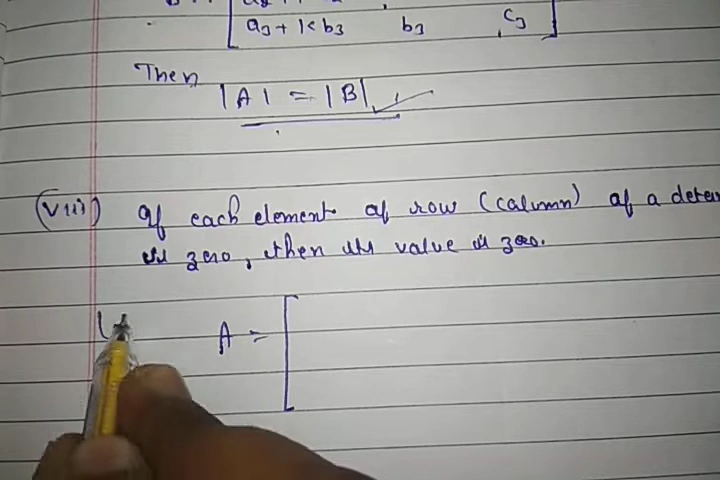 a3 + k b3 b3 , c3
Then
|A| = |B|
(viii) If each element of row (column) of a deter
is zero, then its value is zero.
A = [